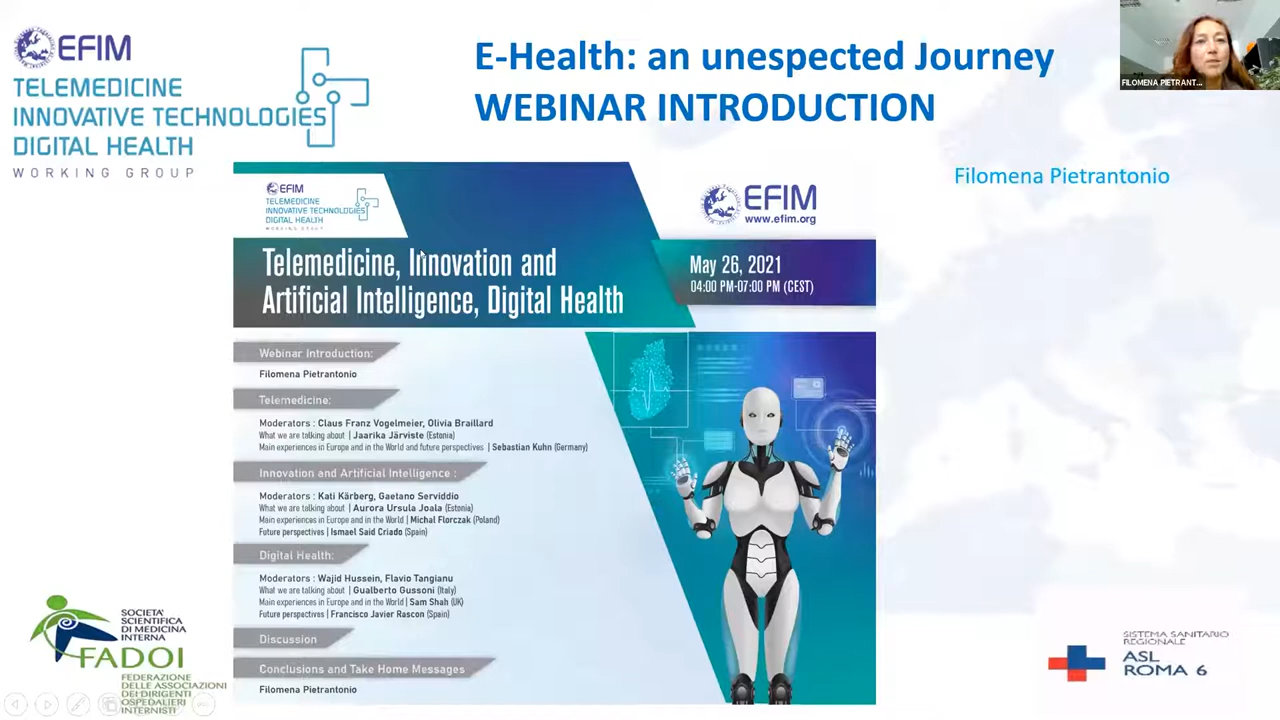 EFIM
TELEMEDICINE
INNOVATIVE TECHNOLOGIES
DIGITAL HEALTH
WORKING GROUP
E-Health: an unespected Journey
WEBINAR INTRODUCTION
FILOMENA PIETRANT...
Filomena Pietrantonio
EFIM
TELEMEDICINE
INNOVATIVE TECHNOLOGIES
DIGITAL HEALTH
WORKING GROUP
EFIM
www.efim.org
Telemedicine, Innovation and
Artificial Intelligence, Digital Health
May 26, 2021
04:00 PM-07:00 PM (CEST)
Webinar Introduction:
Filomena Pietrantonio
Telemedicine:
Moderators : Claus Franz Vogelmeier, Olivia Braillard
What we are talking about | Jaarika Järviste (Estonia)
Main experiences in Europe and in the World and future perspectives | Sebastian Kuhn (Germany)
Innovation and Artificial Intelligence :
Moderators : Kati Kärberg, Gaetano Serviddio
What we are talking about | Aurora Ursula Joala (Estonia)
Main experiences in Europe and in the World | Michal Florczak (Poland)
Future perspectives | Ismael Said Criado (Spain)
Digital Health:
Moderators : Wajid Hussein, Flavio Tangianu
What we are talking about | Gualberto Gussoni (Italy)
Main experiences in Europe and in the World | Sam Shah (UK)
Future perspectives | Francisco Javier Rascon (Spain)
Discussion
Conclusions and Take Home Messages
Filomena Pietrantonio
SOCIETA'
SCIENTIFICA
DI MEDICINA
INTERNA
FADOI
FEDERAZIONE
DELLE ASSOCIAZIONI
DEI DIRIGENTI
OSPEDALIERI
INTERNISTI
SISTEMA SANITARIO
REGIONALE
ASL
ROMA 6